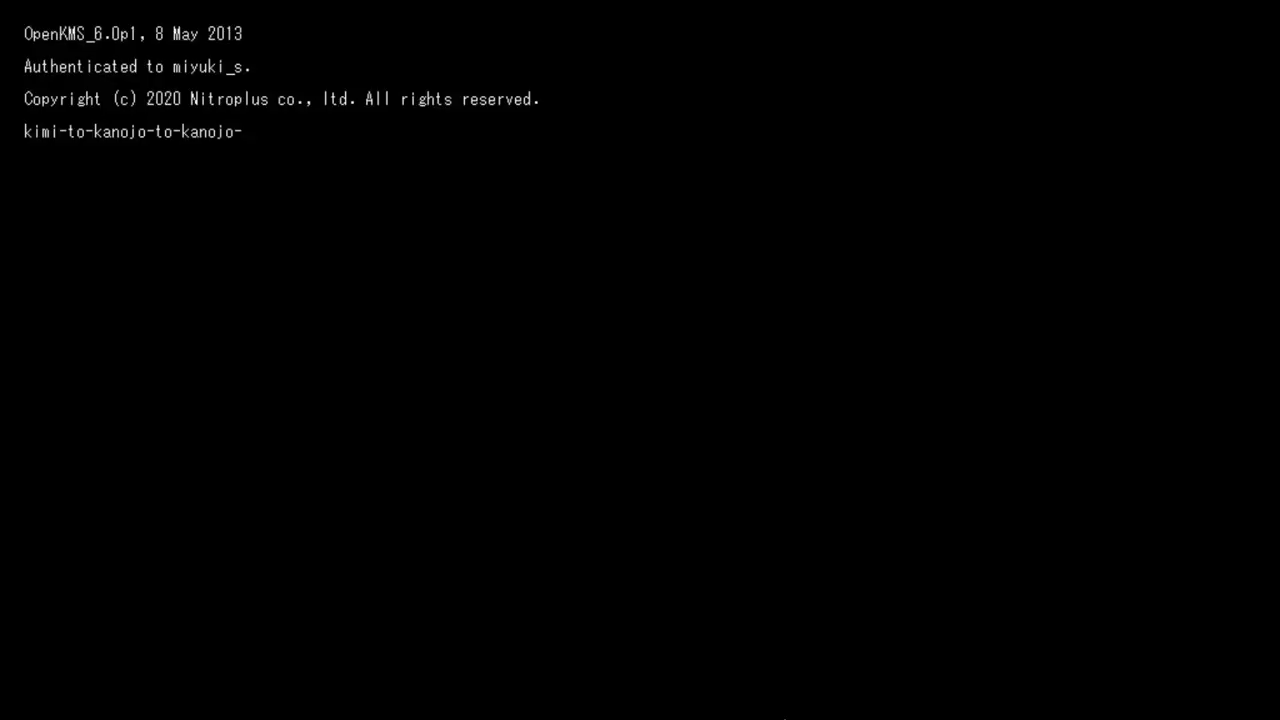 OpenKMS_6.0p1, 8 May 2013
Authenticated to miyuki_s.
Copyright (c) 2020 Nitroplus co., ltd. All rights reserved.
kimi-to-kanojo-to-kanojo-